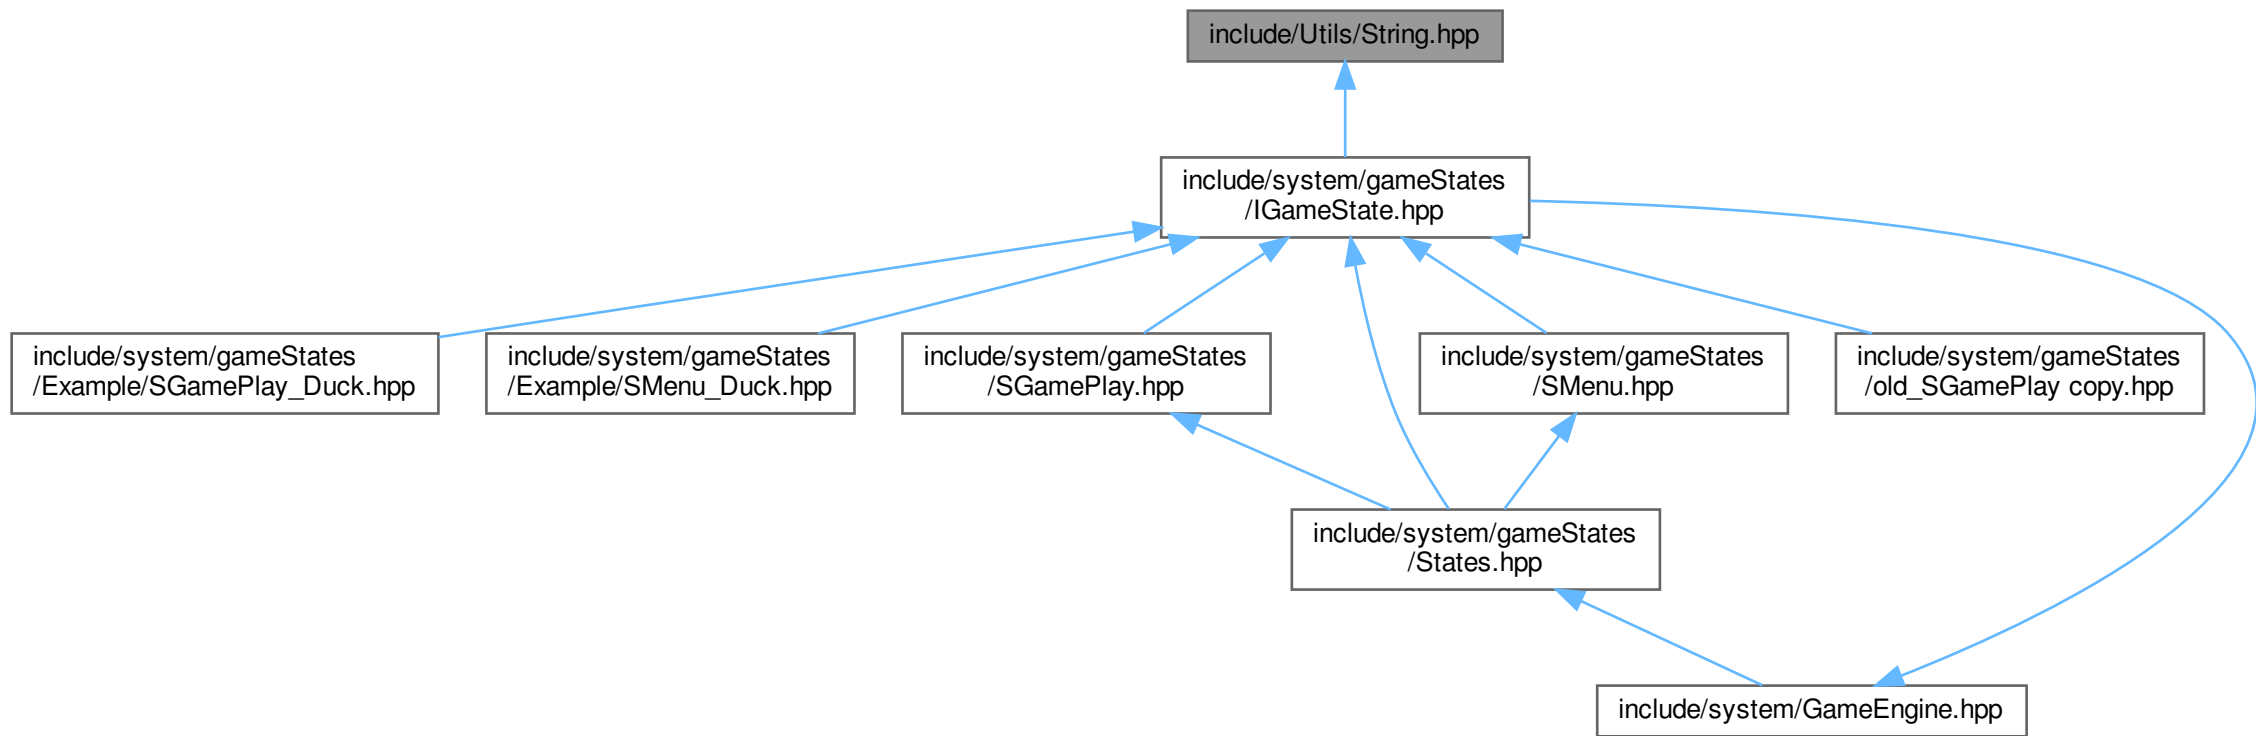 include/Utils/String.hpp
include/system/gameStates
/IGameState.hpp
include/system/gameStates
/Example/SGamePlay_Duck.hpp
include/system/gameStates
/Example/SMenu_Duck.hpp
include/system/gameStates
/SGamePlay.hpp
include/system/gameStates
/SMenu.hpp
include/system/gameStates
/old_SGamePlay copy.hpp
include/system/gameStates
/States.hpp
include/system/GameEngine.hpp